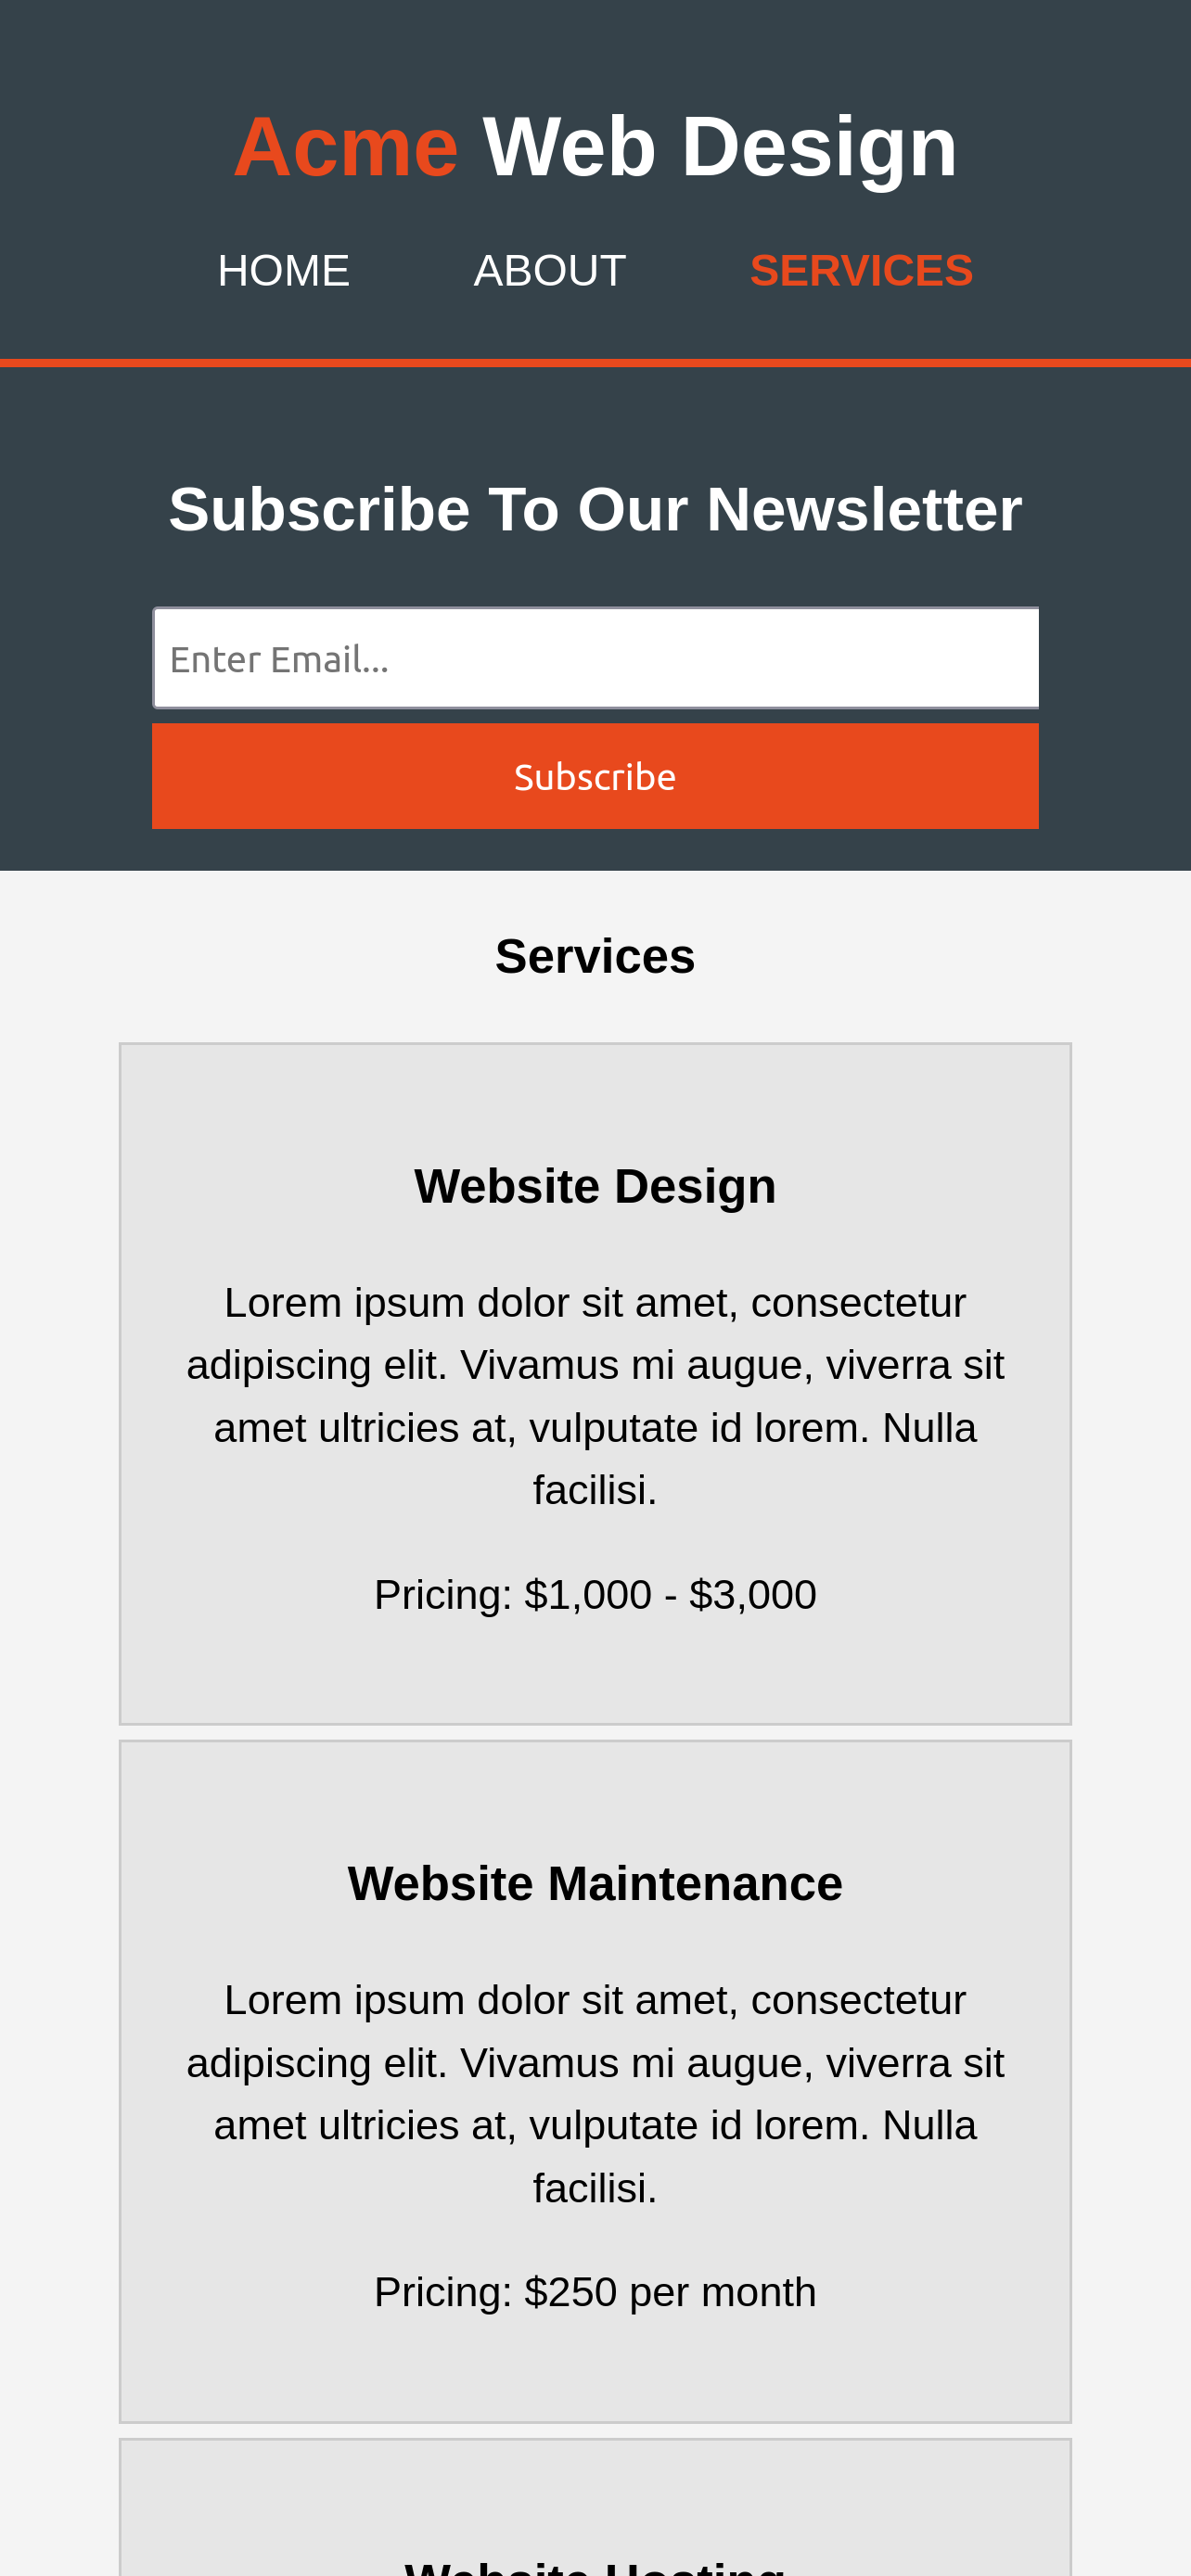 Acme Web Design
HOME ABOUT SERVICES
Subscribe To Our Newsletter
Enter Email...
Subscribe
Services
Website Design
Lorem ipsum dolor sit amet, consectetur
adipiscing elit. Vivamus mi augue, viverra sit
amet ultricies at, vulputate id lorem. Nulla
facilisi.
Pricing: $1,000 - $3,000
Website Maintenance
Lorem ipsum dolor sit amet, consectetur
adipiscing elit. Vivamus mi augue, viverra sit
amet ultricies at, vulputate id lorem. Nulla
facilisi.
Pricing: $250 per month
Website Hosting